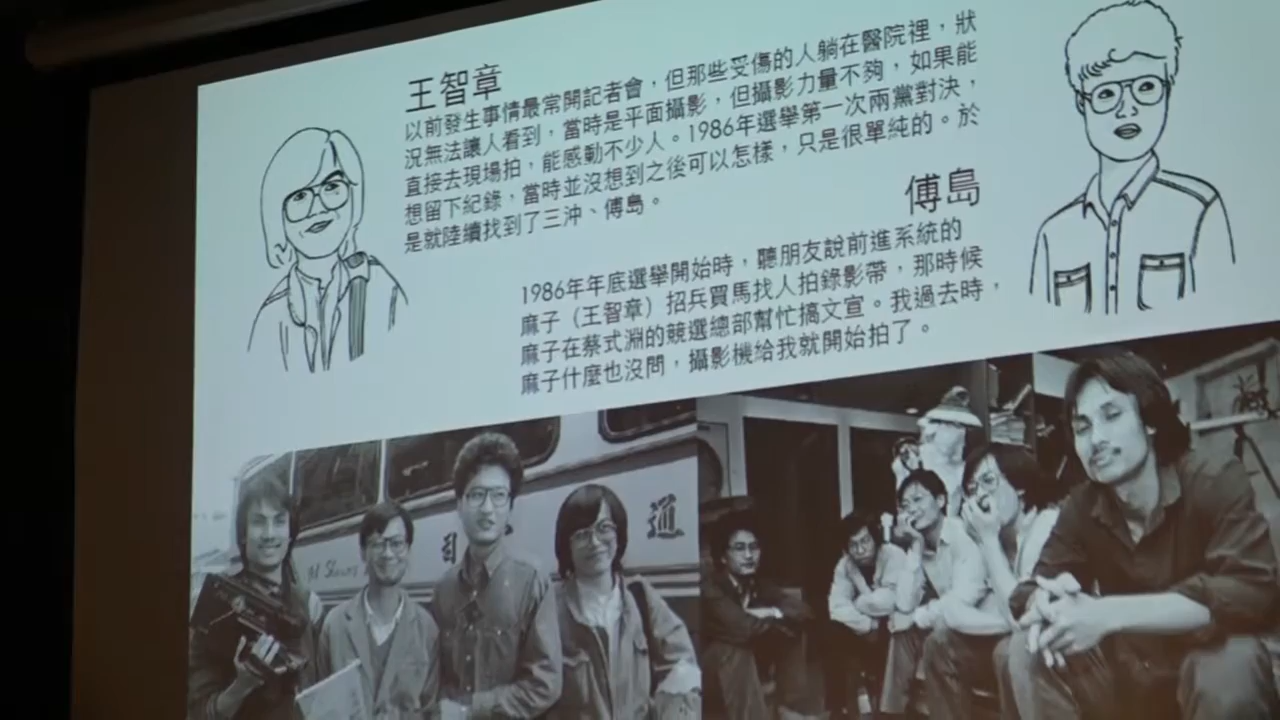 王智章
以前發生事情最常開記者會，但那些受傷的人躺在醫院裡，狀
況無法讓人看到，當時是平面攝影，但攝影力量不夠，如果能
直接去現場拍，能感動不少人。1986年選舉第一次兩黨對決，
想留下紀錄，當時並沒想到之後可以怎樣，只是很單純的。於
是就陸續找到了三沖、傅島。
傅島
1986年年底選舉開始時，聽朋友說前進系統的
麻子（王智章）招兵買馬找人拍錄影帶，那時候
麻子在蔡式淵的競選總部幫忙搞文宣。我過去時，
麻子什麼也沒問，攝影機給我就開始拍了。
司
道